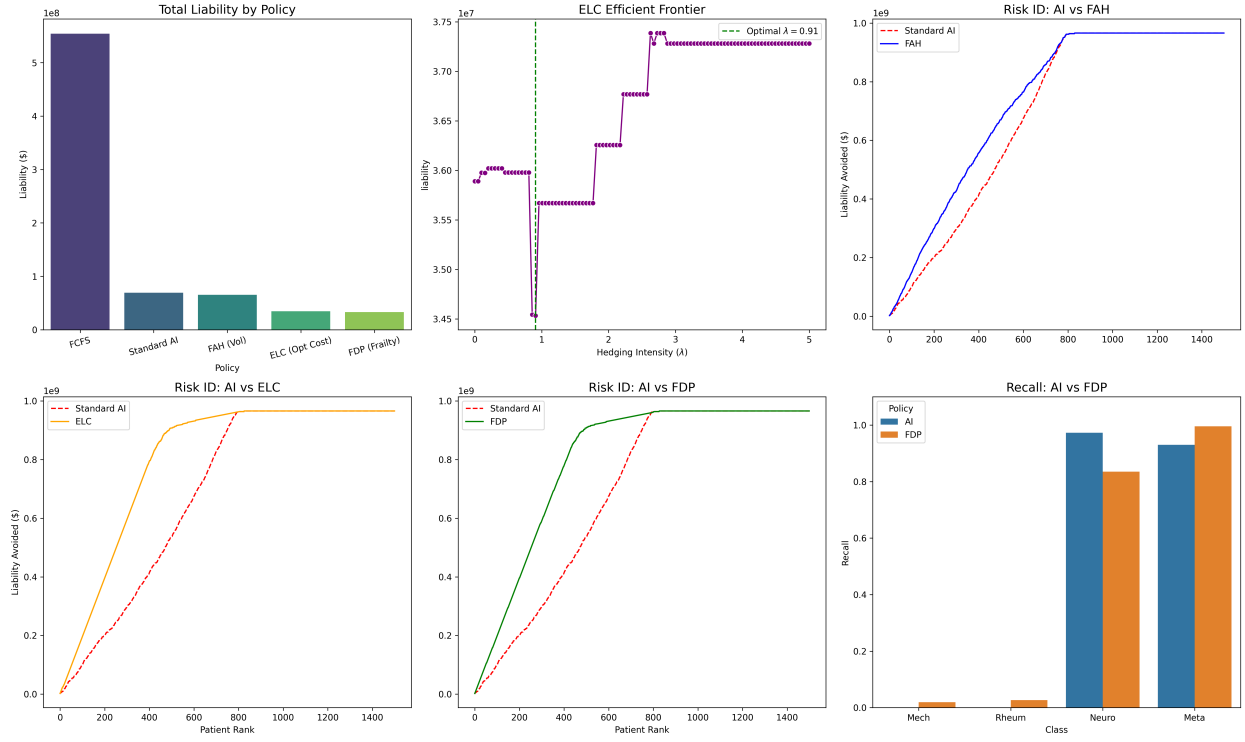 Total Liability by Policy
1e8
Liability ($)
5
4
3
2
1
0
FCFS
Standard AI
FAH (Vol)
ELC (Opt Cost)
FDP (Frailty)
Policy
ELC Efficient Frontier
1e7
liability
3.75
3.70
3.65
3.60
3.55
3.50
3.45
Optimal λ = 0.91
0 1 2 3 4 5
Hedging Intensity (λ)
Risk ID: AI vs FAH
1e9
Liability Avoided ($)
1.0
0.8
0.6
0.4
0.2
0.0
Standard AI
FAH
0 200 400 600 800 1000 1200 1400
Risk ID: AI vs ELC
1e9
Liability Avoided ($)
1.0
0.8
0.6
0.4
0.2
0.0
Standard AI
ELC
0 200 400 600 800 1000 1200 1400
Patient Rank
Risk ID: AI vs FDP
1e9
1.0
0.8
0.6
0.4
0.2
0.0
Standard AI
FDP
0 200 400 600 800 1000 1200 1400
Patient Rank
Recall: AI vs FDP
Recall
1.0
0.8
0.6
0.4
0.2
0.0
Policy
AI
FDP
Mech Rheum Neuro Meta
Class